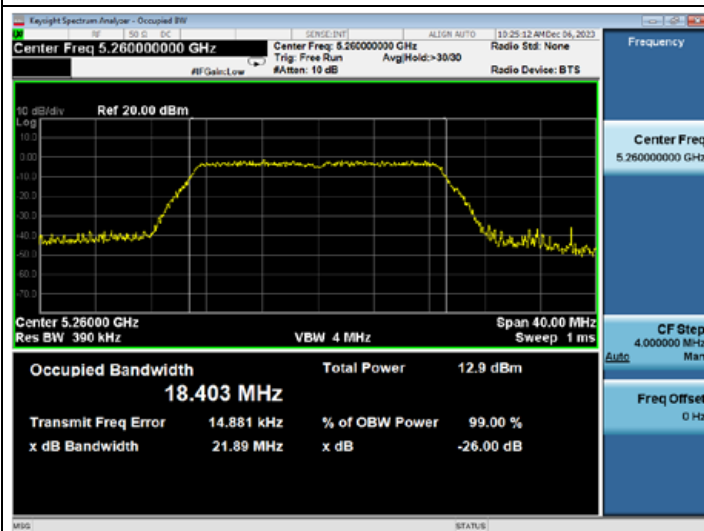 Keysight Spectrum Analyzer - Occupied BW
RF 50 Ω DC SENSE:INT ALIGN AUTO 10:25:12 AM Dec 06, 2023
Center Freq 5.260000000 GHz Center Freq: 5.260000000 GHz Radio Std: None Frequency
Trig: Free Run Avg|Hold:>30/30
#IFGain:Low #Atten: 10 dB Radio Device: BTS
10 dB/div Ref 20.00 dBm
Log
10.0
0.00
-10.0
-20.0
-30.0
-40.0
-50.0
-60.0
-70.0
Center Freq
5.260000000 GHz
Center 5.26000 GHz Span 40.00 MHz
Res BW 390 kHz VBW 4 MHz Sweep 1 ms
CF Step
4.000000 MHz
Auto Man
Occupied Bandwidth Total Power 12.9 dBm
18.403 MHz
Transmit Freq Error 14.881 kHz % of OBW Power 99.00 %
x dB Bandwidth 21.89 MHz x dB -26.00 dB
Freq Offset
0 Hz
MSG STATUS